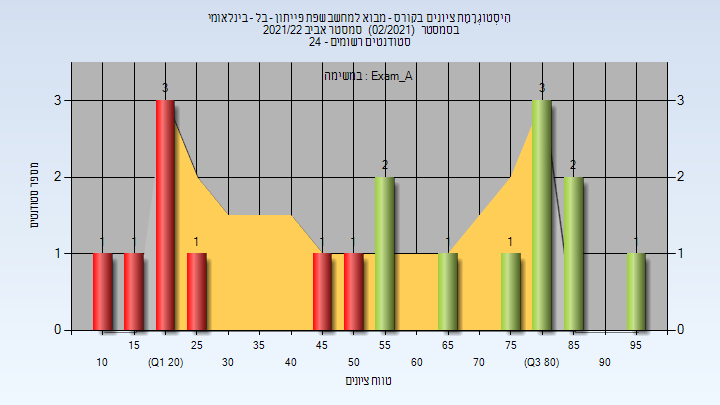 היסטוגרמת ציונים בקורס - מבוא למחשב שפת פייתון - בל - בינלאומי
בסמסטר (02/2021) סמסטר אביב 2021/22
סטודנטים רשומים - 24
במשימה : Exam_A
מספר סטודנטים
3 3
2 2
1 1
0 0
1 1 3 1 1 1 2 1 1 3 2 1
15 25 35 45 55 65 75 85 95
10 (Q1 20) 30 40 50 60 70 (Q3 80) 90
טווח ציונים